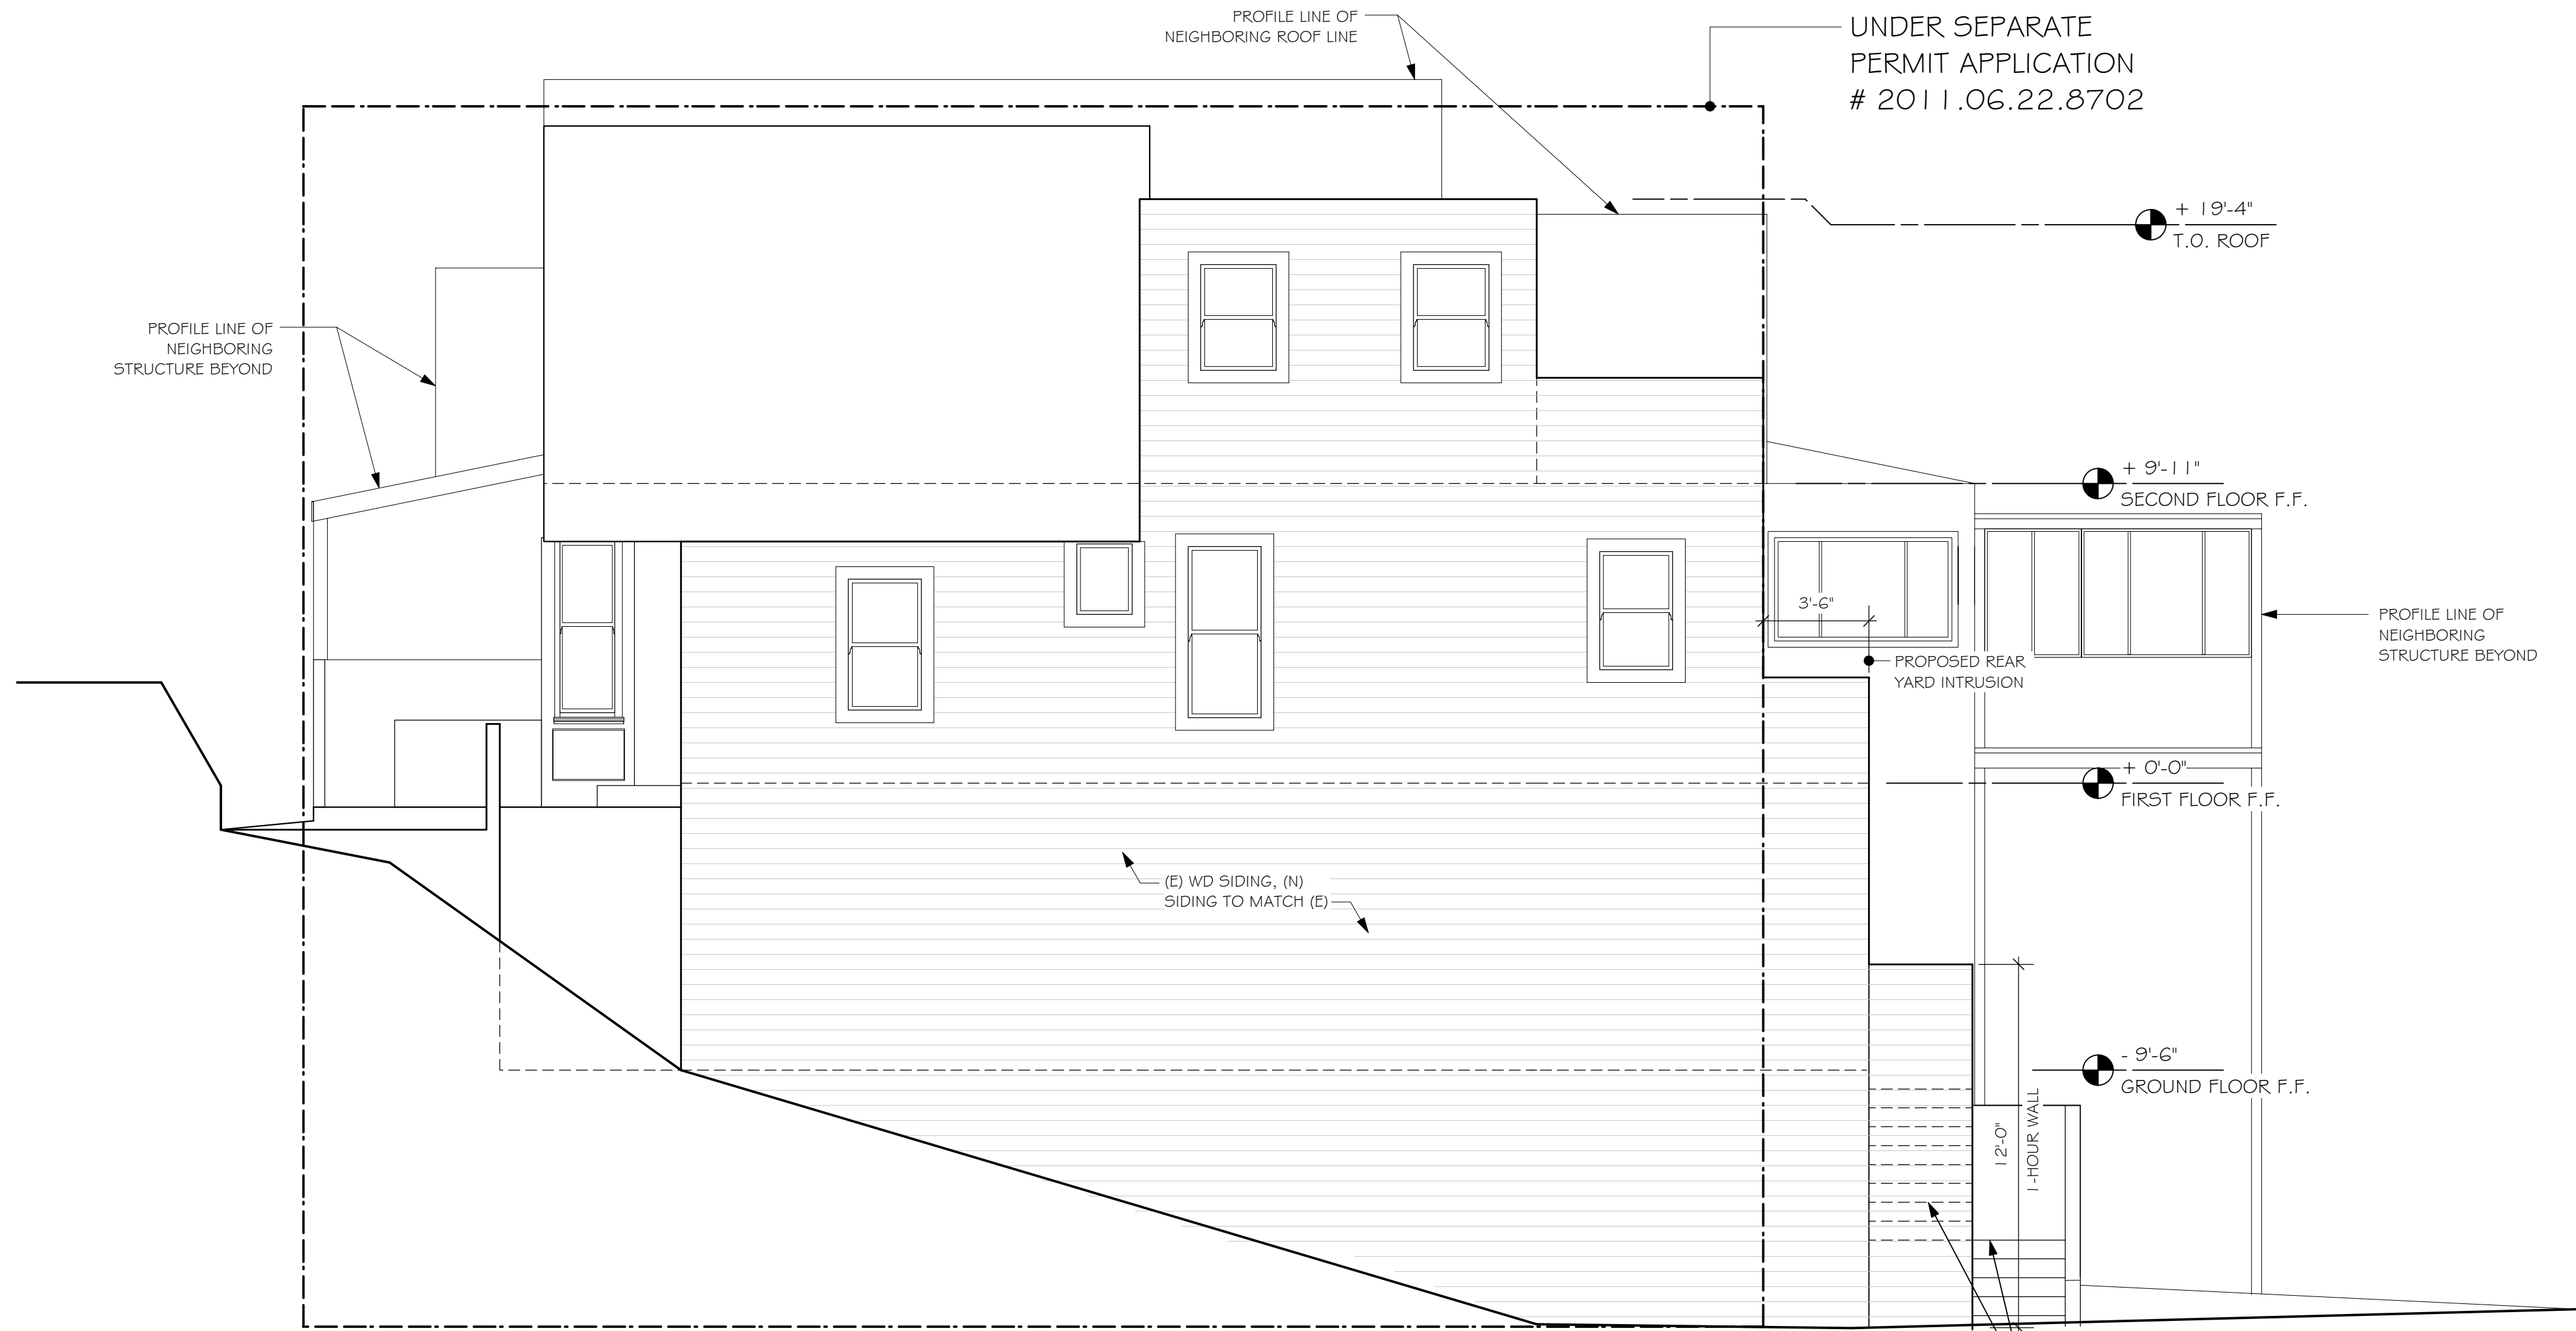 PROFILE LINE OF
NEIGHBORING ROOF LINE
UNDER SEPARATE
PERMIT APPLICATION
# 2011.06.22.8702
+ 19'-4"
T.O. ROOF
PROFILE LINE OF
NEIGHBORING
STRUCTURE BEYOND
+ 9'-11"
SECOND FLOOR F.F.
3'-6"
PROPOSED REAR
YARD INTRUSION
PROFILE LINE OF
NEIGHBORING
STRUCTURE BEYOND
+ 0'-0"
FIRST FLOOR F.F.
(E) WD SIDING, (N)
SIDING TO MATCH (E)
- 9'-6"
GROUND FLOOR F.F.
12'-0"
1-HOUR WALL